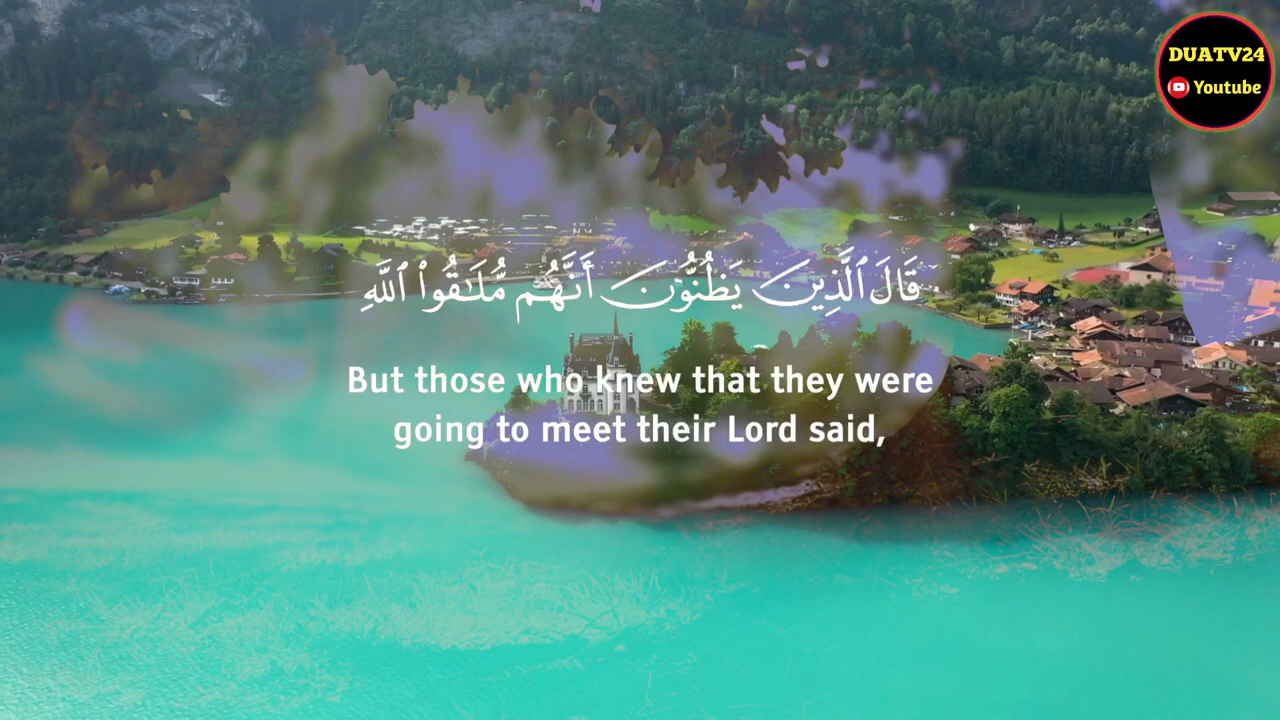 DUATV24
Youtube
قَالَ ٱلَّذِينَ يَظُنُّونَ أَنَّهُم مُّلَـٰقُوا۟ ٱللَّهِ
But those who knew that they were
going to meet their Lord said,